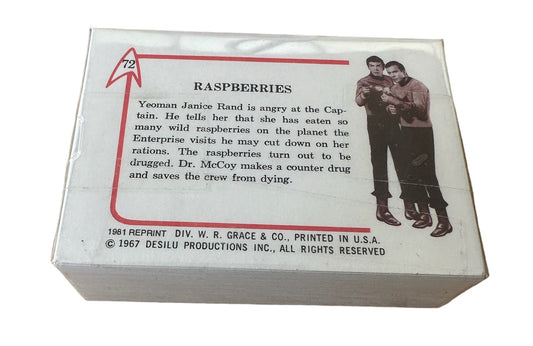 72
RASPBERRIES
Yeoman Janice Rand is angry at the Cap-
tain. He tells her that she has eaten so
many wild raspberries on the planet the
Enterprise visits he may cut down on her
rations. The raspberries turn out to be
drugged. Dr. McCoy makes a counter drug
and saves the crew from dying.
1981 REPRINT DIV. W. R. GRACE & CO., PRINTED IN U.S.A.
© 1967 DESILU PRODUCTIONS INC., ALL RIGHTS RESERVED